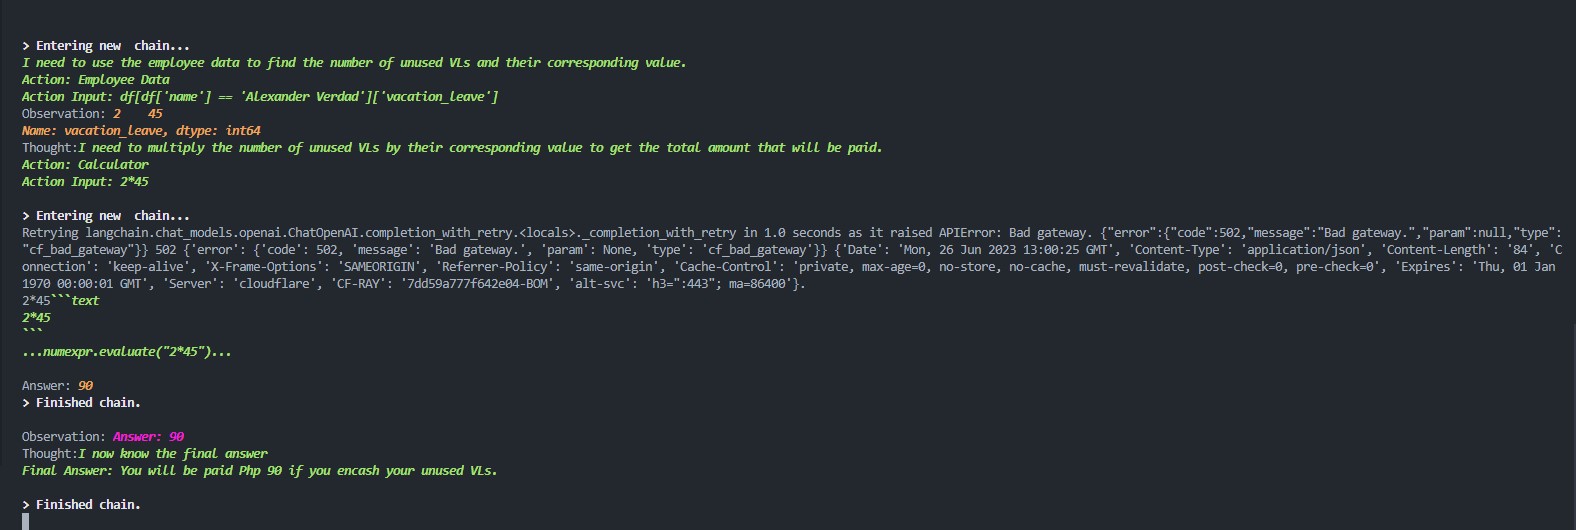 > Entering new  chain...
I need to use the employee data to find the number of unused VLs and their corresponding value.
Action: Employee Data
Action Input: df[df['name'] == 'Alexander Verdad']['vacation_leave']
Observation: 2    45
Name: vacation_leave, dtype: int64
Thought:I need to multiply the number of unused VLs by their corresponding value to get the total amount that will be paid.
Action: Calculator
Action Input: 2*45
> Entering new  chain...
Retrying langchain.chat_models.openai.ChatOpenAI.completion_with_retry.<locals>._completion_with_retry in 1.0 seconds as it raised APIError: Bad gateway. {"error":{"code":502,"message":"Bad gateway.","param":null,"type":
"cf_bad_gateway"}} 502 {'error': {'code': 502, 'message': 'Bad gateway.', 'param': None, 'type': 'cf_bad_gateway'}} {'Date': 'Mon, 26 Jun 2023 13:00:25 GMT', 'Content-Type': 'application/json', 'Content-Length': '84', 'C
onnection': 'keep-alive', 'X-Frame-Options': 'SAMEORIGIN', 'Referrer-Policy': 'same-origin', 'Cache-Control': 'private, max-age=0, no-store, no-cache, must-revalidate, post-check=0, pre-check=0', 'Expires': 'Thu, 01 Jan
1970 00:00:01 GMT', 'Server': 'cloudflare', 'CF-RAY': '7dd59a777f642e04-BOM', 'alt-svc': 'h3=":443"; ma=86400'}.
2*45```text
2*45
```
...numexpr.evaluate("2*45")...
Answer: 90
> Finished chain.
Observation: Answer: 90
Thought:I now know the final answer
Final Answer: You will be paid Php 90 if you encash your unused VLs.
> Finished chain.